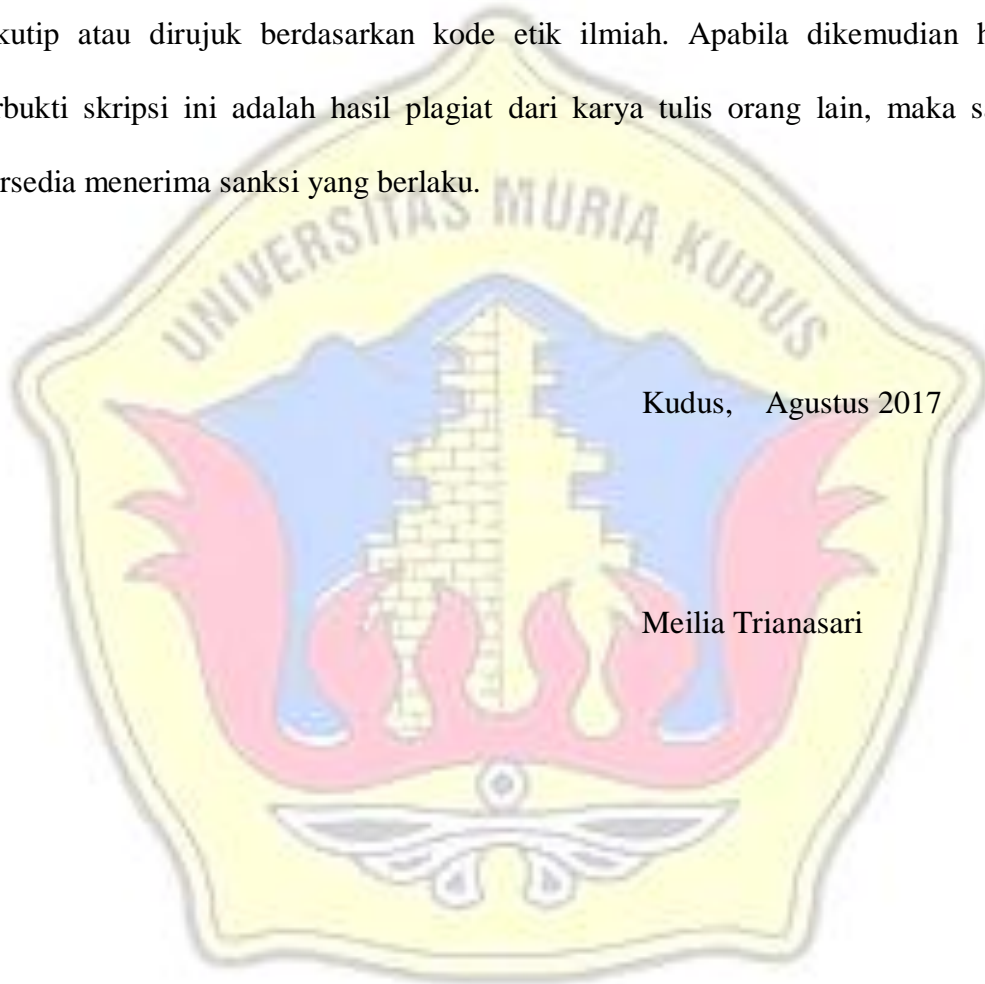 kutip atau dirujuk berdasarkan kode etik ilmiah. Apabila dikemudian h
rbukti skripsi ini adalah hasil plagiat dari karya tulis orang lain, maka sa
rsedia menerima sanksi yang berlaku.
UNIVERSITAS MURIA KUDUS
Kudus, Agustus 2017
Meilia Trianasari